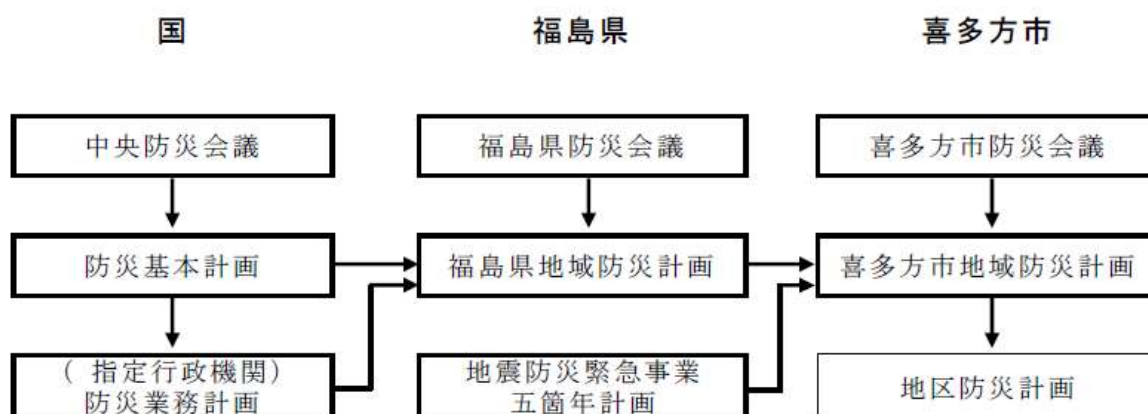 国 福島県 喜多方市
中央防災会議 福島県防災会議 喜多方市防災会議
防災基本計画 福島県地域防災計画 喜多方市地域防災計画
( 指定行政機関)
防災業務計画
地震防災緊急事業
五箇年計画
地区防災計画